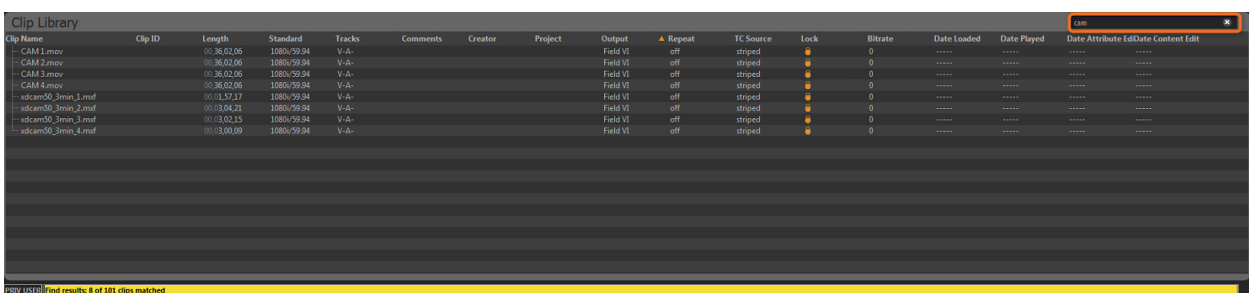 Clip Library cam
Clip Name Clip ID Length Standard Tracks Comments Creator Project Output Repeat TC Source Lock Bitrate Date Loaded Date Played Date Attribute EdiDate Content Edit
CAM 1.mov 00,36,02,06 1080i/59.94 V-A- Field VI off striped 0 ----- ----- ----- -----
CAM 2.mov 00,36,02,06 1080i/59.94 V-A- Field VI off striped 0 ----- ----- ----- -----
CAM 3.mov 00,36,02,06 1080i/59.94 V-A- Field VI off striped 0 ----- ----- ----- -----
CAM 4.mov 00,36,02,06 1080i/59.94 V-A- Field VI off striped 0 ----- ----- ----- -----
xdcam50_3min_1.mxf 00,01,57,17 1080i/59.94 V-A- Field VI off striped 0 ----- ----- ----- -----
xdcam50_3min_2.mxf 00,03,04,21 1080i/59.94 V-A- Field VI off striped 0 ----- ----- ----- -----
xdcam50_3min_3.mxf 00,03,02,15 1080i/59.94 V-A- Field VI off striped 0 ----- ----- ----- -----
xdcam50_3min_4.mxf 00,03,00,09 1080i/59.94 V-A- Field VI off striped 0 ----- ----- ----- -----
PRIV USER Find results: 8 of 101 clips matched